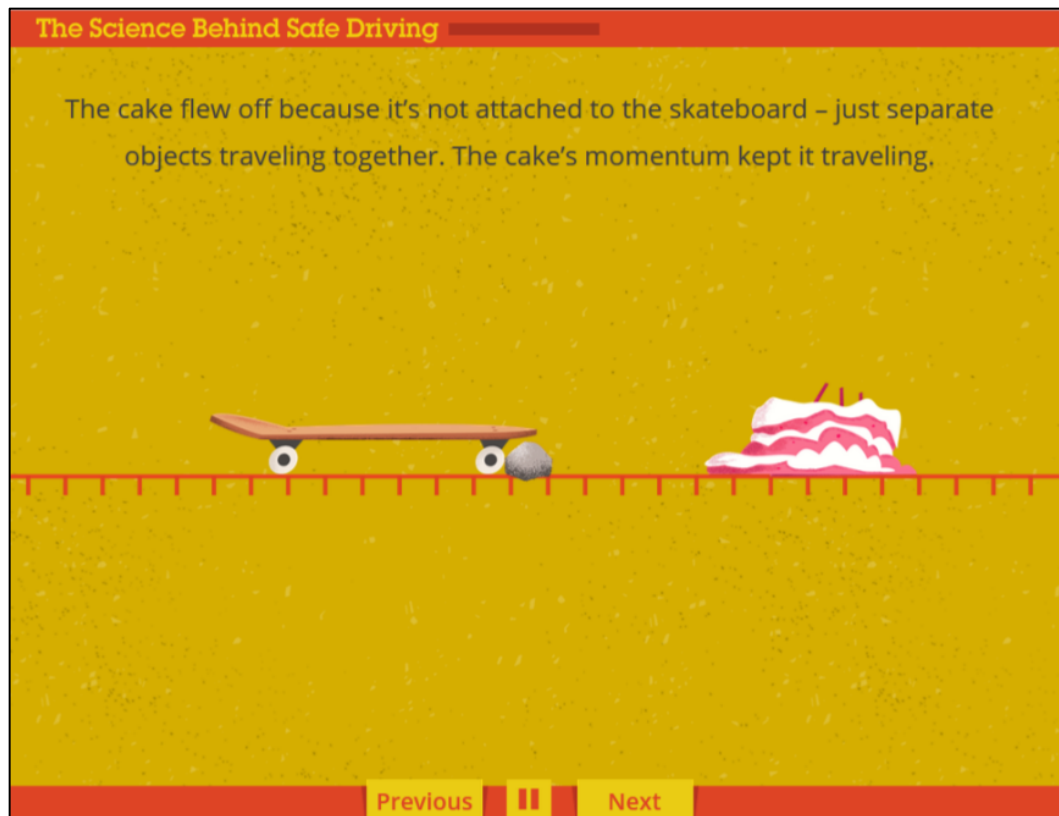 The Science Behind Safe Driving
The cake flew off because it’s not attached to the skateboard – just separate
objects traveling together. The cake’s momentum kept it traveling.
Previous
Next